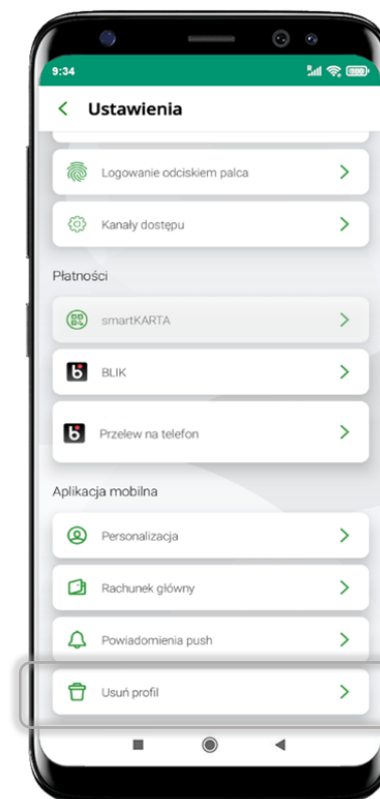 9:34
Ustawienia
Logowanie odciskiem palca
Kanały dostępu
Płatności
smartKARTA
BLIK
Przelew na telefon
Aplikacja mobilna
Personalizacja
Rachunek główny
Powiadomienia push
Usuń profil